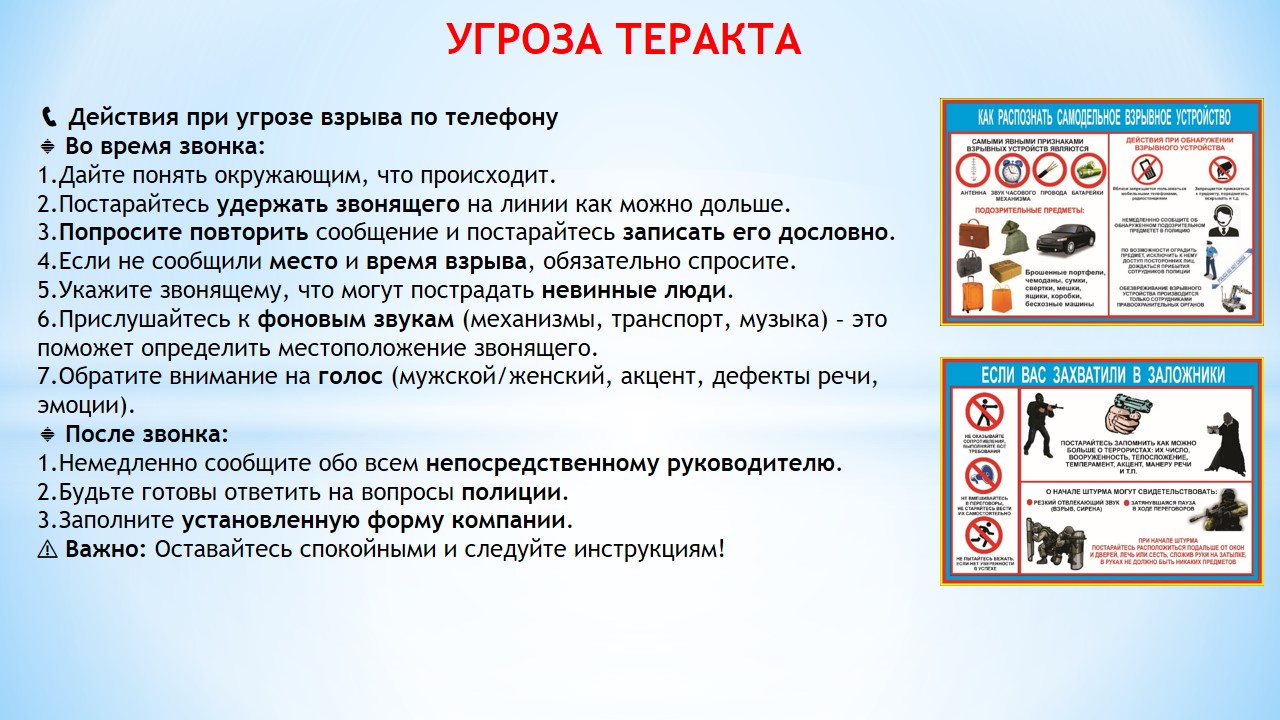 УГРОЗА ТЕРАКТА
Действия при угрозе взрыва по телефону
Во время звонка:
1.Дайте понять окружающим, что происходит.
2.Постарайтесь удержать звонящего на линии как можно дольше.
3.Попросите повторить сообщение и постарайтесь записать его дословно.
4.Если не сообщили место и время взрыва, обязательно спросите.
5.Укажите звонящему, что могут пострадать невинные люди.
6.Прислушайтесь к фоновым звукам (механизмы, транспорт, музыка) – это
поможет определить местоположение звонящего.
7.Обратите внимание на голос (мужской/женский, акцент, дефекты речи,
эмоции).
После звонка:
1.Немедленно сообщите обо всем непосредственному руководителю.
2.Будьте готовы ответить на вопросы полиции.
3.Заполните установленную форму компании.
⚠ Важно: Оставайтесь спокойными и следуйте инструкциям!
КАК РАСПОЗНАТЬ САМОДЕЛЬНОЕ ВЗРЫВНОЕ УСТРОЙСТВО
САМЫМИ ЯВНЫМИ ПРИЗНАКАМИ
ВЗРЫВНЫХ УСТРОЙСТВ ЯВЛЯЮТСЯ
АНТЕННА ЗВУК ЧАСОВОГО ПРОВОДА БАТАРЕЙКИ
МЕХАНИЗМА
ПОДОЗРИТЕЛЬНЫЕ ПРЕДМЕТЫ:
Брошенные портфели,
чемоданы, сумки,
свертки, мешки,
ящики, коробки,
бесхозные машины
ДЕЙСТВИЯ ПРИ ОБНАРУЖЕНИИ
ВЗРЫВНОГО УСТРОЙСТВА
запрещается пользоваться
мобильными телефонами,
радиостанциями
Запрещается прикасаться
к предмету, передвигать,
вскрывать и т.д.
НЕМЕДЛЕННО СООБЩИТЕ ОБ
ОБНАРУЖЕННОМ ПОДОЗРИТЕЛЬНОМ
ПРЕДМЕТЕ В ПОЛИЦИЮ
ПО ВОЗМОЖНОСТИ ОГРАДИТЬ
ПРЕДМЕТ, ИСКЛЮЧИТЬ К НЕМУ
ДОСТУП ПОСТОРОННИХ ЛИЦ,
ДОЖДАТЬСЯ ПРИБЫТИЯ
СОТРУДНИКОВ ПОЛИЦИИ
ОБЕЗВРЕЖИВАНИЕ ВЗРЫВНОГО
УСТРОЙСТВА ПРОИЗВОДИТСЯ
ТОЛЬКО СОТРУДНИКАМИ
ПРАВООХРАНИТЕЛЬНЫХ ОРГАНОВ
ЕСЛИ ВАС ЗАХВАТИЛИ В ЗАЛОЖНИКИ
НЕ ОКАЗЫВАЙТЕ
СОПРОТИВЛЕНИЯ,
ВЫПОЛНЯЙТЕ ВСЕ
ТРЕБОВАНИЯ
НЕ ВМЕШИВАЙТЕСЬ
В ПЕРЕГОВОРЫ,
НЕ СТАРАЙТЕСЬ ВЕСТИ
ИХ САМОСТОЯТЕЛЬНО
НЕ ПЫТАЙТЕСЬ БЕЖАТЬ,
ЕСЛИ НЕТ УВЕРЕННОСТИ
В УСПЕХЕ
ПОСТАРАЙТЕСЬ ЗАПОМНИТЬ КАК МОЖНО
БОЛЬШЕ О ТЕРРОРИСТАХ: ИХ ЧИСЛО,
ВООРУЖЕННОСТЬ, ТЕЛОСЛОЖЕНИЕ,
ТЕМПЕРАМЕНТ, АКЦЕНТ, МАНЕРУ РЕЧИ
И Т.П.
О НАЧАЛЕ ШТУРМА МОГУТ СВИДЕТЕЛЬСТВОВАТЬ:
РЕЗКИЙ ОТВЛЕКАЮЩИЙ ЗВУК
(ВЗРЫВ, СИРЕНА)
ЗАТЯНУВШАЯСЯ ПАУЗА
В ХОДЕ ПЕРЕГОВОРОВ
ПРИ НАЧАЛЕ ШТУРМА
ПОСТАРАЙТЕСЬ РАСПОЛОЖИТЬСЯ ПОДАЛЬШЕ ОТ ОКОН
И ДВЕРЕЙ, ЛЕЧЬ ИЛИ СЕСТЬ, СЛОЖИВ РУКИ НА ЗАТЫЛКЕ,
В РУКАХ НЕ ДОЛЖНО БЫТЬ НИКАКИХ ПРЕДМЕТОВ